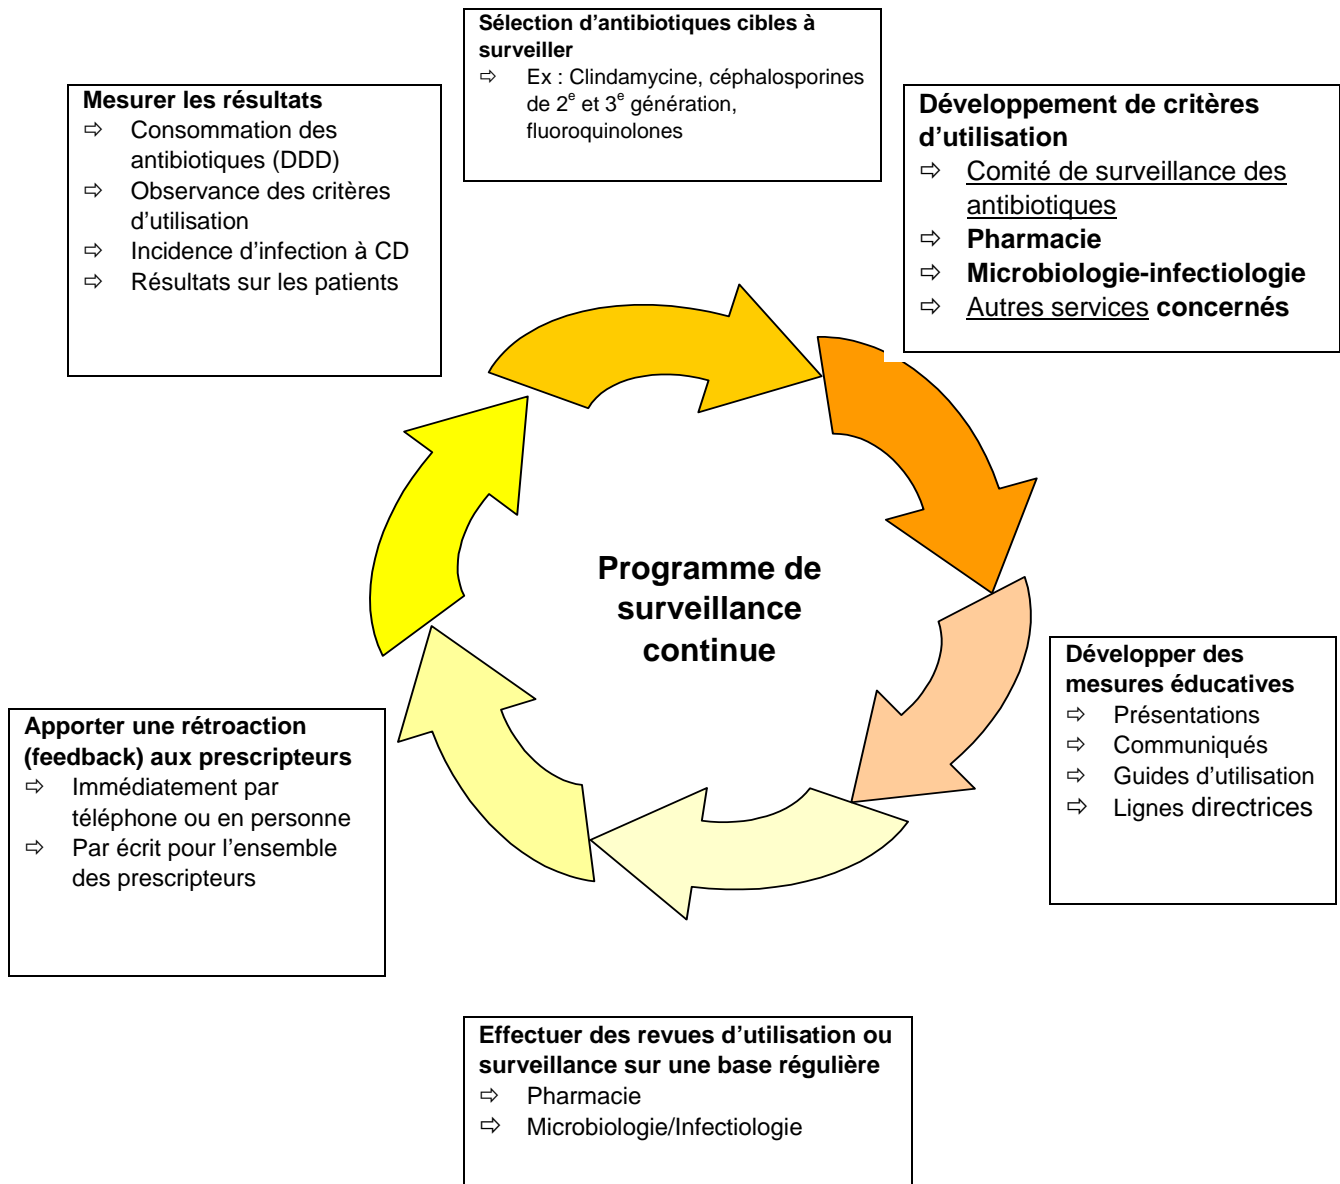 Sélection d'antibiotiques cibles à
surveiller
⇨ Ex : Clindamycine, céphalosporines
de 2e et 3e génération,
fluoroquinolones
Mesurer les résultats
⇨ Consommation des
antibiotiques (DDD)
⇨ Observance des critères
d'utilisation
⇨ Incidence d'infection à CD
⇨ Résultats sur les patients
Développement de critères
d'utilisation
⇨ Comité de surveillance des
antibiotiques
⇨ Pharmacie
⇨ Microbiologie-infectiologie
⇨ Autres services concernés
Programme de
surveillance
continue
Développer des
mesures éducatives
⇨ Présentations
⇨ Communiqués
⇨ Guides d'utilisation
⇨ Lignes directrices
Apporter une rétroaction
(feedback) aux prescripteurs
⇨ Immédiatement par
téléphone ou en personne
⇨ Par écrit pour l'ensemble
des prescripteurs
Effectuer des revues d'utilisation ou
surveillance sur une base régulière
⇨ Pharmacie
⇨ Microbiologie/Infectiologie